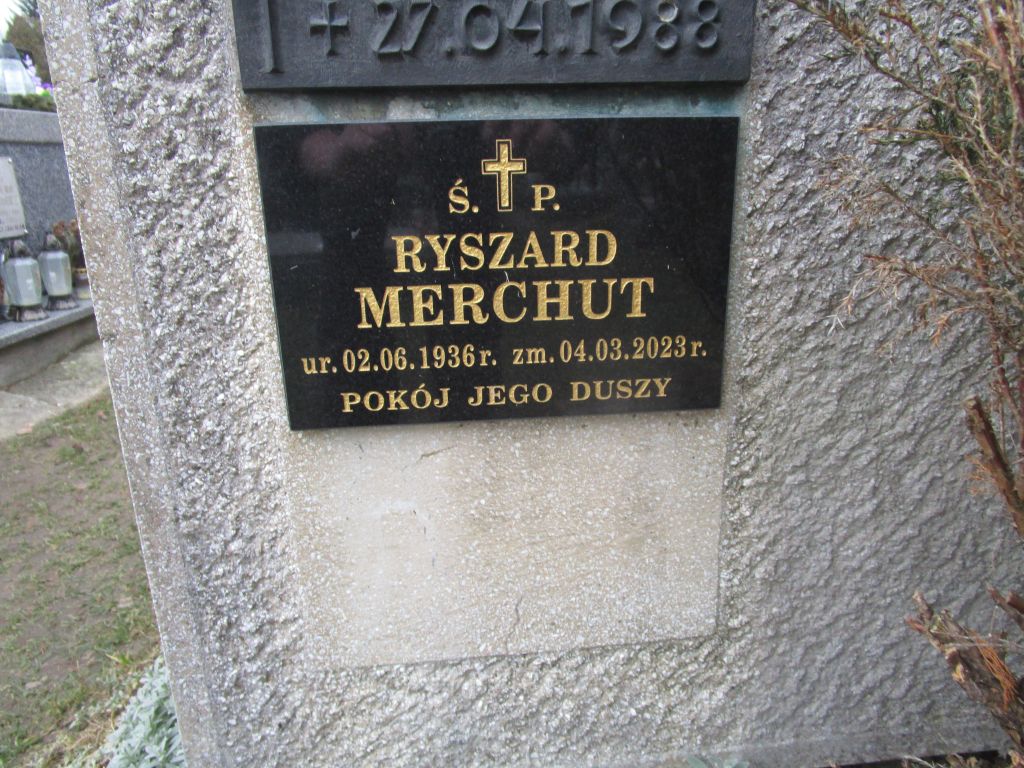 + 27.04.1988
Ś. P.
RYSZARD
MERCHUT
ur. 02.06.1936 r. zm. 04.03.2023 r.
POKÓJ JEGO DUSZY